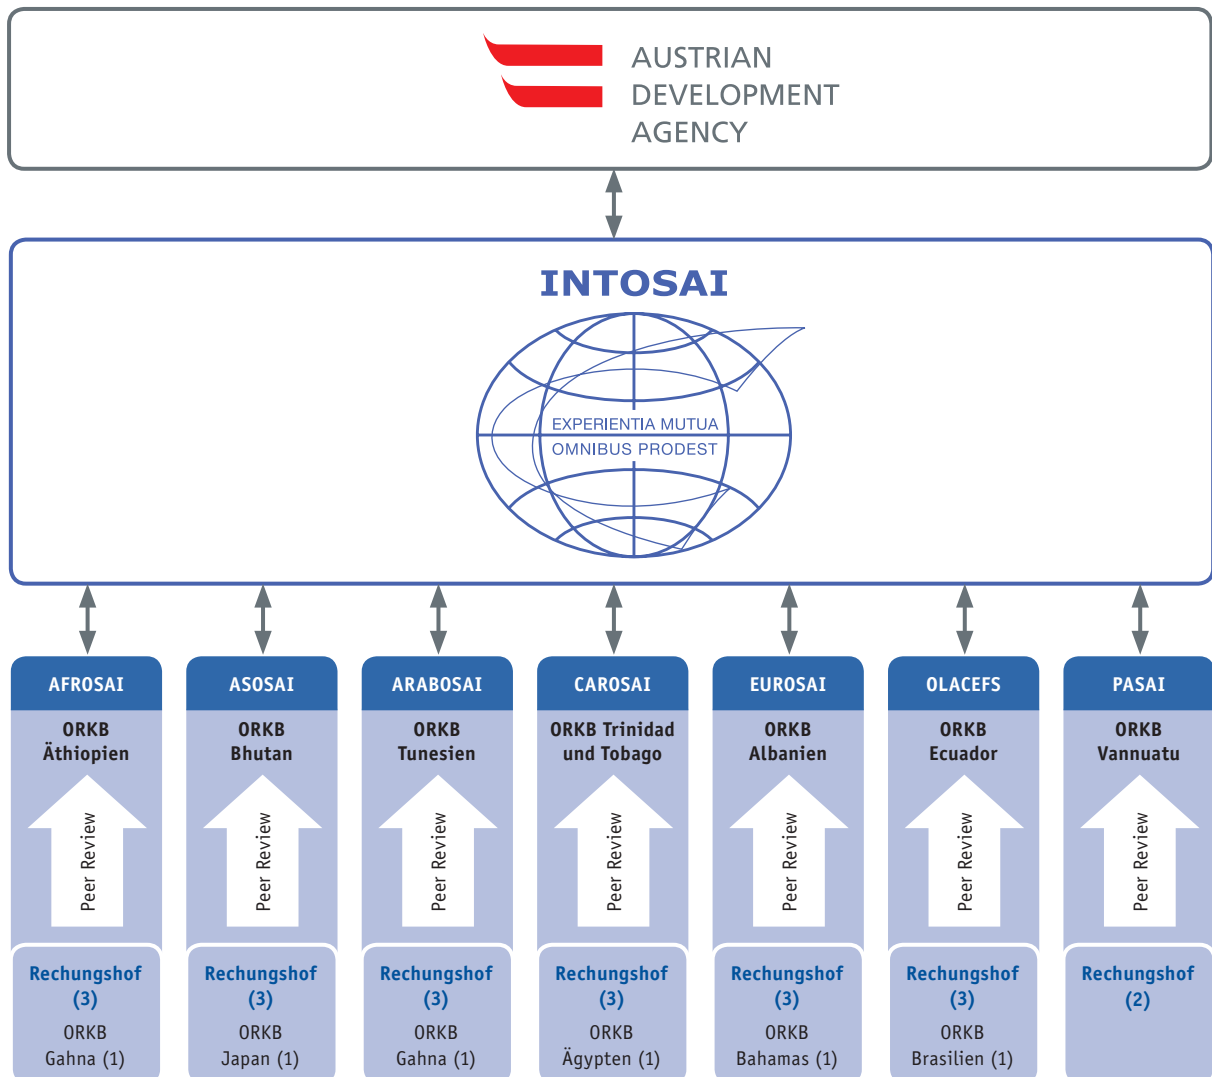 AUSTRIAN
DEVELOPMENT
AGENCY
INTOSAI
EXPERIENTIA MUTUA
OMNIBUS PRODEST
AFROSAI
ORKB
Äthiopien
Peer Review
Rechungshof
(3)
ORKB
Gahna (1)
ASOSAI
ORKB
Bhutan
Peer Review
Rechungshof
(3)
ORKB
Japan (1)
ARABOSAI
ORKB
Tunesien
Peer Review
Rechungshof
(3)
ORKB
Gahna (1)
CAROSAI
ORKB Trinidad
und Tobago
Peer Review
Rechungshof
(3)
ORKB
Ägypten (1)
EUROSAI
ORKB
Albanien
Peer Review
Rechungshof
(3)
ORKB
Bahamas (1)
OLACEFS
ORKB
Ecuador
Peer Review
Rechungshof
(3)
ORKB
Brasilien (1)
PASAI
ORKB
Vannuatu
Peer Review
Rechungshof
(2)